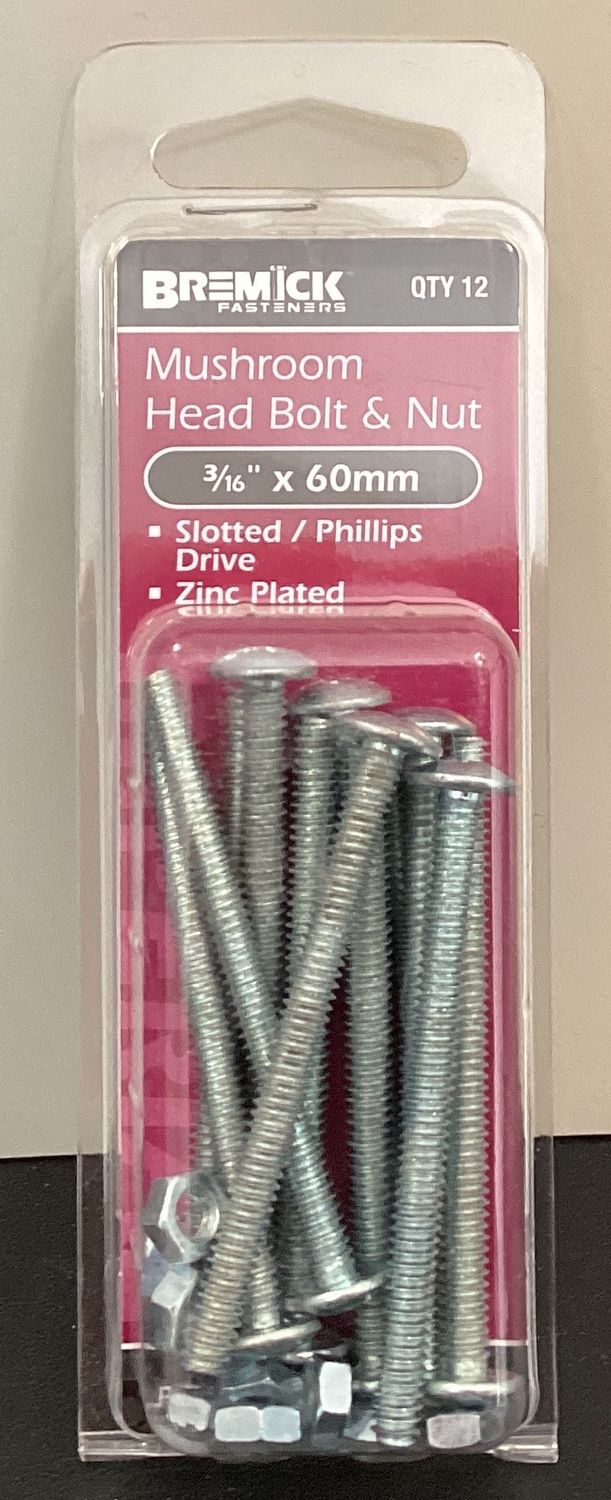 BREMICK QTY 12
FASTENERS
Mushroom
Head Bolt & Nut
3/16" x 60mm
▪ Slotted / Phillips
Drive
▪ Zinc Plated